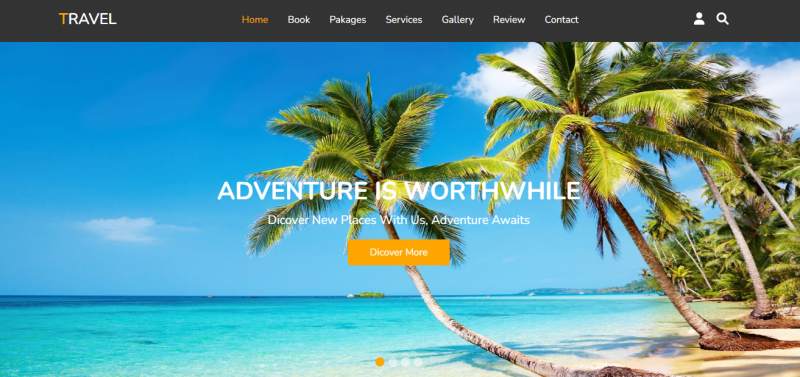 TRAVEL
Home Book Pakages Services Gallery Review Contact
ADVENTURE IS WORTHWHILE
Dicover New Places With Us, Adventure Awaits
Dicover More